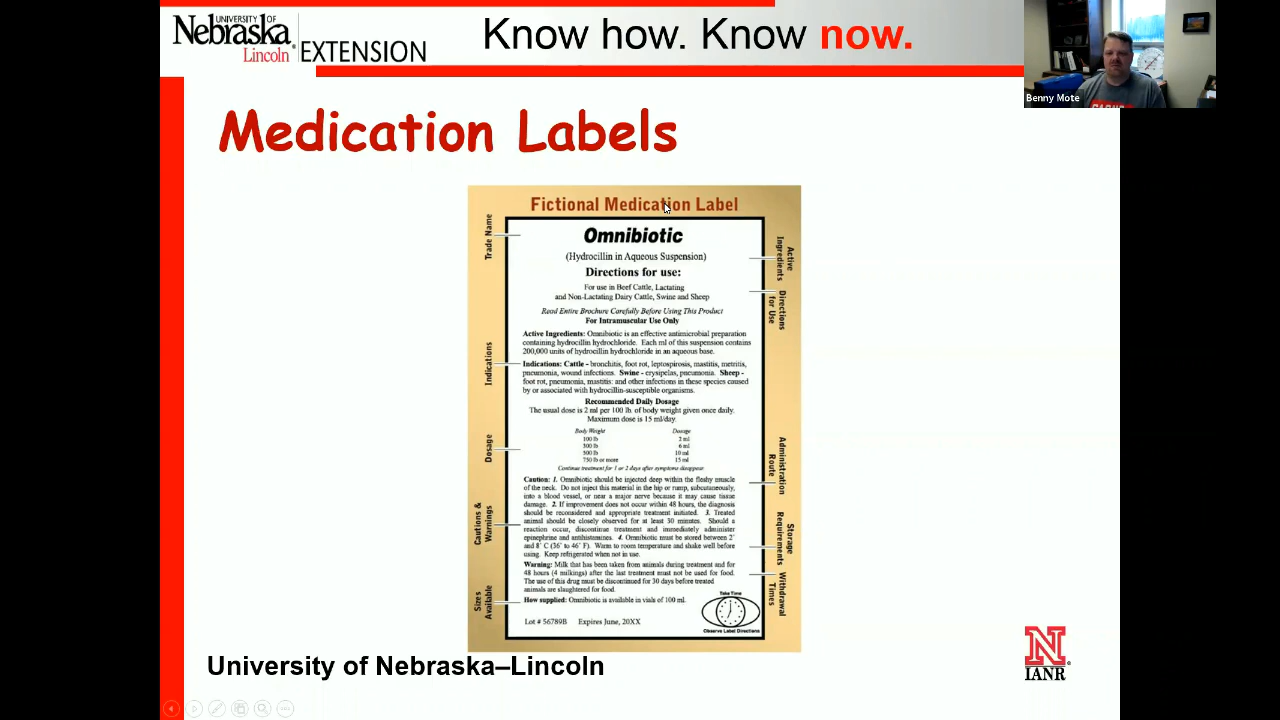 UNIVERSITY OF
Nebraska
Lincoln
EXTENSION
Know how. Know now.
Benny Mote
Medication Labels
Fictional Medication Label
Trade Name
Indications
Dosage
Cautions & Warnings
Sizes Available
Omnibiotic
(Hydrocillin in Aqueous Suspension)
Directions for use:
For use in Beef Cattle, Lactating
and Non-Lactating Dairy Cattle, Swine and Sheep
Read Entire Brochure Carefully Before Using This Product
For Intramuscular Use Only
Active Ingredients: Omnibiotic is an effective antimicrobial preparation
containing hydrocillin hydrochloride. Each ml of this suspension contains
200,000 units of hydrocillin hydrochloride in an aqueous base.
Indications: Cattle - bronchitis, foot rot, leptospirosis, mastitis, metritis,
pneumonia, wound infections. Swine - erysipelas, pneumonia. Sheep -
foot rot, pneumonia, mastitis: and other infections in these species caused
by or associated with hydrocillin-susceptible organisms.
Recommended Daily Dosage
The usual dose is 2 ml per 100 lb. of body weight given once daily.
Maximum dose is 15 ml/day.
Body Weight Dosage
100 lb 2 ml
300 lb 6 ml
500 lb 10 ml
750 lb or more 15 ml
Continue treatment for 1 or 2 days after symptoms disappear
Caution: 1. Omnibiotic should be injected deep within the fleshy muscle
of the neck. Do not inject this material in the hip or rump, subcutaneously,
into a blood vessel, or near a major nerve because it may cause tissue
damage. 2. If improvement does not occur within 48 hours, the diagnosis
should be reconsidered and appropriate treatment initiated. 3. Treated
animal should be closely observed for at least 30 minutes. Should a
reaction occur, discontinue treatment and immediately administer
epinephrine and antihistamines. 4. Omnibiotic must be stored between 2°
and 8° C (36° to 46° F). Warm to room temperature and shake well before
using. Keep refrigerated when not in use.
Warning: Milk that has been taken from animals during treatment and for
48 hours (4 milkings) after the last treatment must not be used for food.
The use of this drug must be discontinued for 30 days before treated
animals are slaughtered for food.
How supplied: Omnibiotic is available in vials of 100 ml.
Lot # 56789B Expires June, 20XX
Take Time
Observe Label Directions
Active Ingredients
Directions for Use
Administration Route
Storage Requirements
Withdrawal Times
University of Nebraska–Lincoln
N
IANR